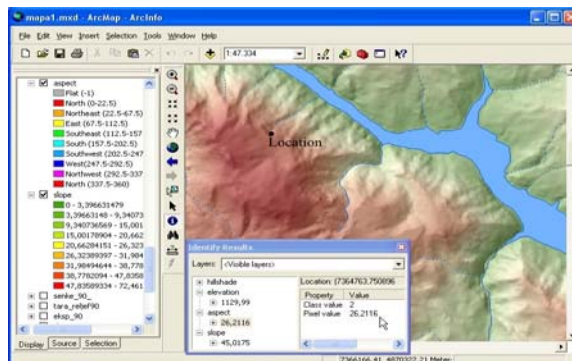 mapa1.mxd - ArcMap - ArcInfo
File Edit View Insert Selection Tools Window Help
1:47.334
aspect
Flat (-1)
North (0-22.5)
Northeast (22.5-67.5)
East (67.5-112.5)
Southeast (112.5-157
South (157.5-202.5)
Southwest (202.5-247
West(247.5-292.5)
Northwest (292.5-337
North (337.5-360)
slope
0 - 3,396631479
3,39663148 - 9,34073
9,340736569 - 15,001
15,00178904 - 20,662
20,66284151 - 26,323
26,32389397 - 31,984
31,98494644 - 38,778
38,7782094 - 47,8358
47,83589334 - 72,461
senke_90_
tara_relief90
eksp_90
Display Source Selection
Location
Identify Results
Layers: <Visible layers>
hillshade
elevation
1129,99
aspect
26,2116
slope
45,0175
Location: (7364763,750896
Property Value
Class value 2
Pixel value 26,2116
7366166,41 4870322,21 Meters